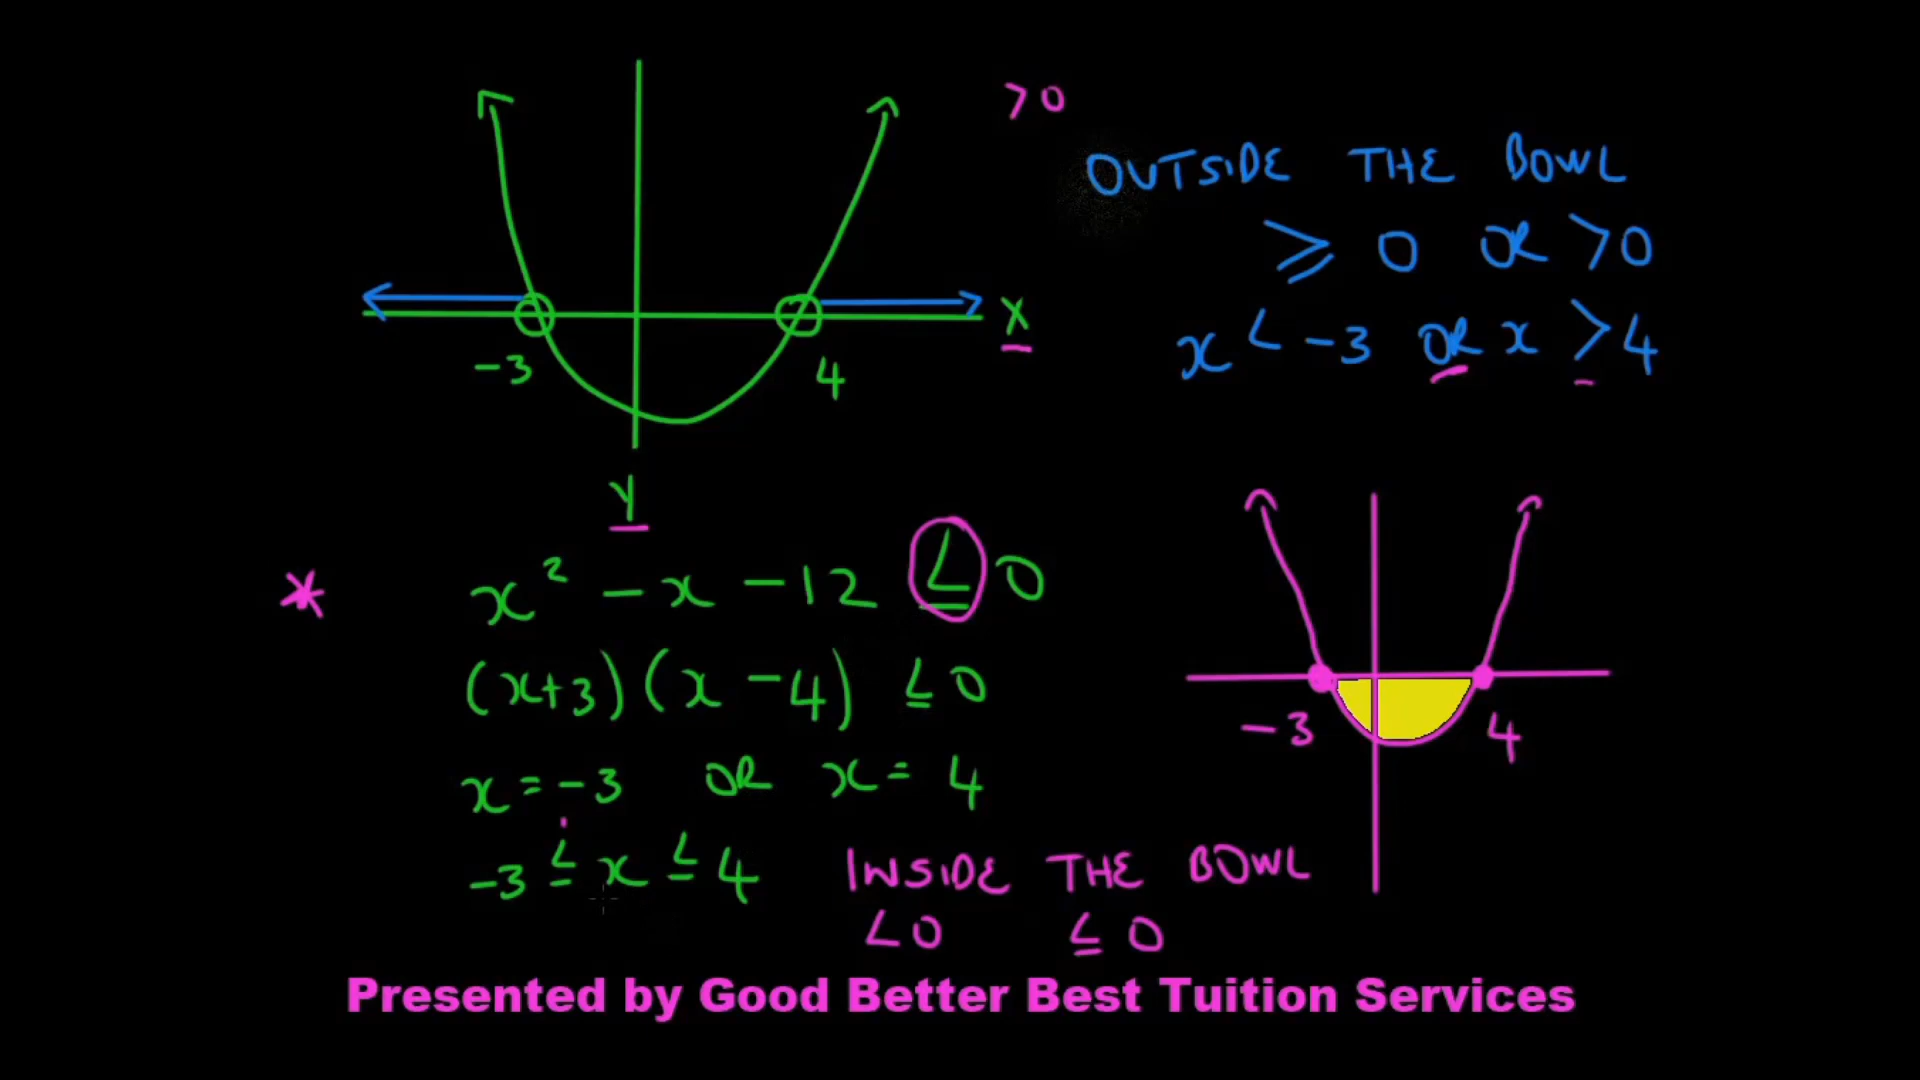 >0
OUTSIDE THE BOWL
≥ 0 OR >0
x < -3 OR x > 4
X
-3
4
Y
* x² - x - 12 ≤ 0
(x+3)(x-4) ≤ 0
x = -3 OR x = 4
-3 ≤ x ≤ 4
-3
4
INSIDE THE BOWL
<0 ≤ 0
Presented by Good Better Best Tuition Services